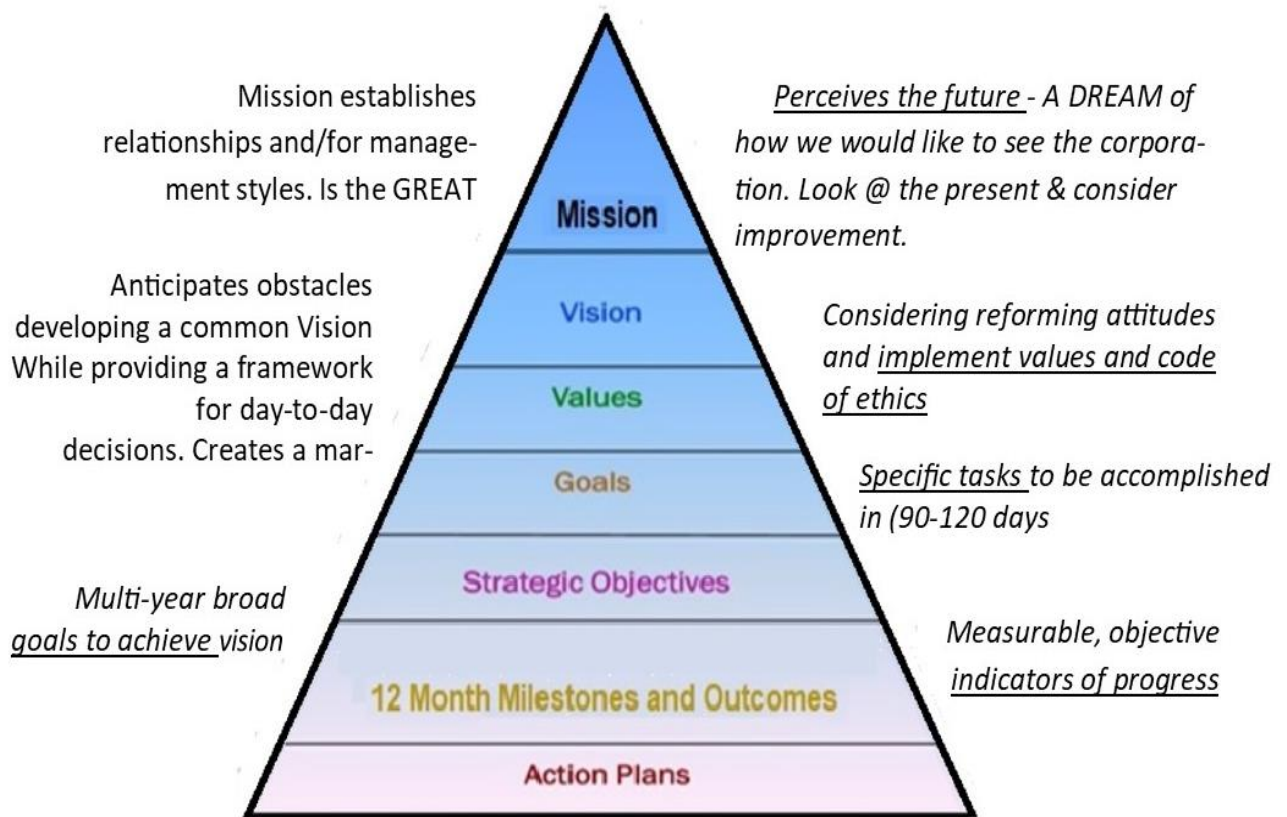 Mission establishes
relationships and/for manage-
ment styles. Is the GREAT
Perceives the future - A DREAM of
how we would like to see the corpora-
tion. Look @ the present & consider
improvement.
Mission
Anticipates obstacles
developing a common Vision
While providing a framework
for day-to-day
decisions. Creates a mar-
Vision
Considering reforming attitudes
and implement values and code
of ethics
Values
Goals
Specific tasks to be accomplished
in (90-120 days
Strategic Objectives
Multi-year broad
goals to achieve vision
Measurable, objective
indicators of progress
12 Month Milestones and Outcomes
Action Plans